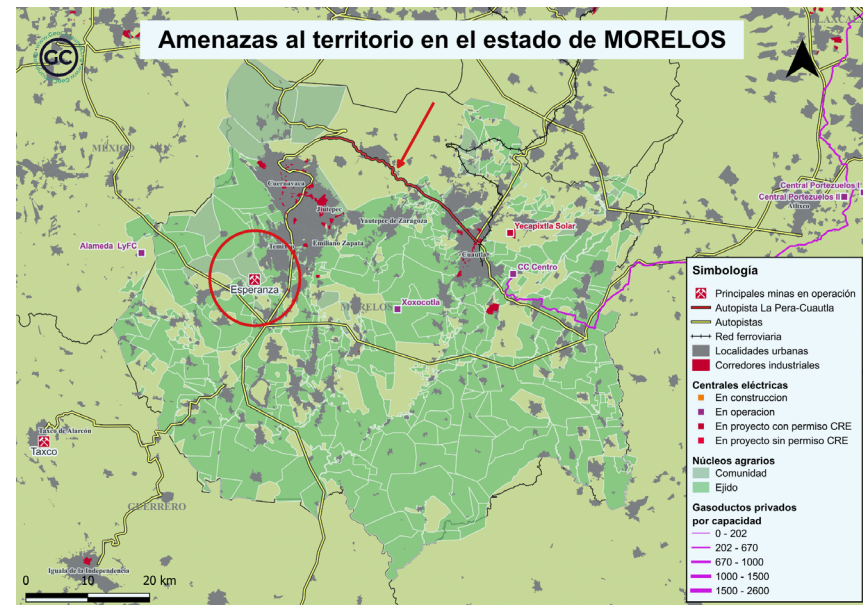 Amenazas al territorio en el estado de MORELOS
GC
TLAXCALA
MÉXICO
Cuernavaca
Jiutepec
Yautepec de Zaragoza
Temixco
Emiliano Zapata
Cuautla
Yecapixtla Solar
CC Centro
Central Portezuelos I
Central Portezuelos II
Atlixco
Alameda LyFC
Esperanza
MORELOS
Xoxocotla
Taxco de Alarcón
Taxco
GUERRERO
Iguala de la Independencia
0 10 20 km
Simbología
Principales minas en operación
Autopista La Pera-Cuautla
Autopistas
Red ferroviaria
Localidades urbanas
Corredores industriales
Centrales eléctricas
En construccion
En operacion
En proyecto con permiso CRE
En proyecto sin permiso CRE
Núcleos agrarios
Comunidad
Ejido
Gasoductos privados
por capacidad
0 - 202
202 - 670
670 - 1000
1000 - 1500
1500 - 2600